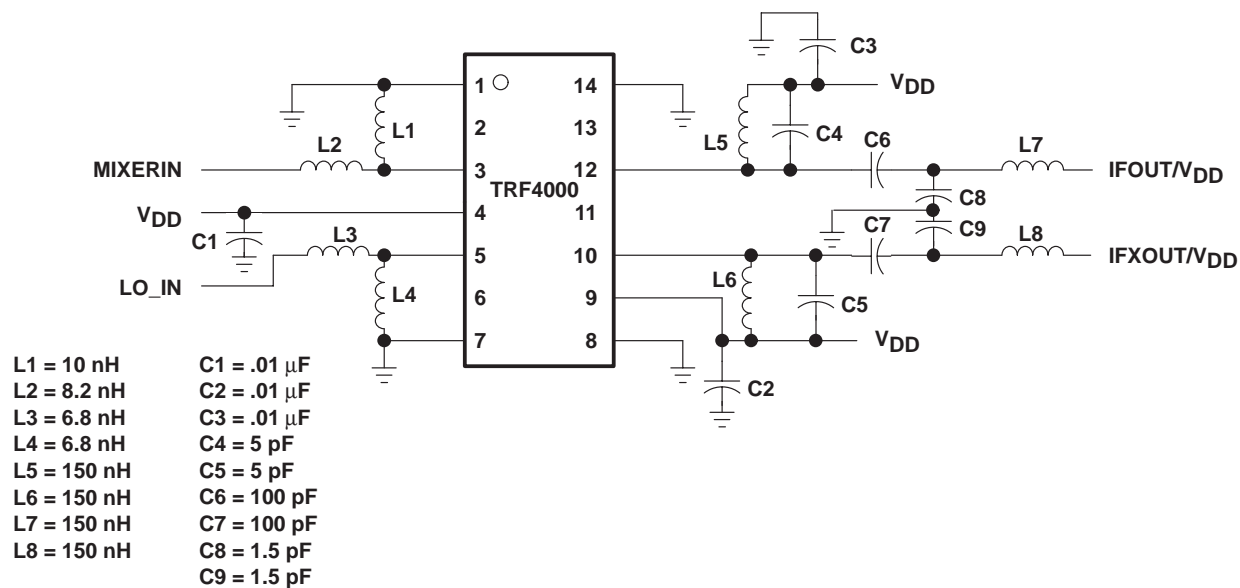 C3
1
14
VDD
2
13
L1
L5
C4
C6
L7
L2
MIXERIN
3
12
IFOUT/VDD
TRF4000
C8
VDD
4
11
C9
C1
L3
C7
L8
5
10
IFXOUT/VDD
L6
LO_IN
L4
6
9
C5
7
8
VDD
C2
L1 = 10 nH
L2 = 8.2 nH
L3 = 6.8 nH
L4 = 6.8 nH
L5 = 150 nH
L6 = 150 nH
L7 = 150 nH
L8 = 150 nH
C1 = .01 μF
C2 = .01 μF
C3 = .01 μF
C4 = 5 pF
C5 = 5 pF
C6 = 100 pF
C7 = 100 pF
C8 = 1.5 pF
C9 = 1.5 pF